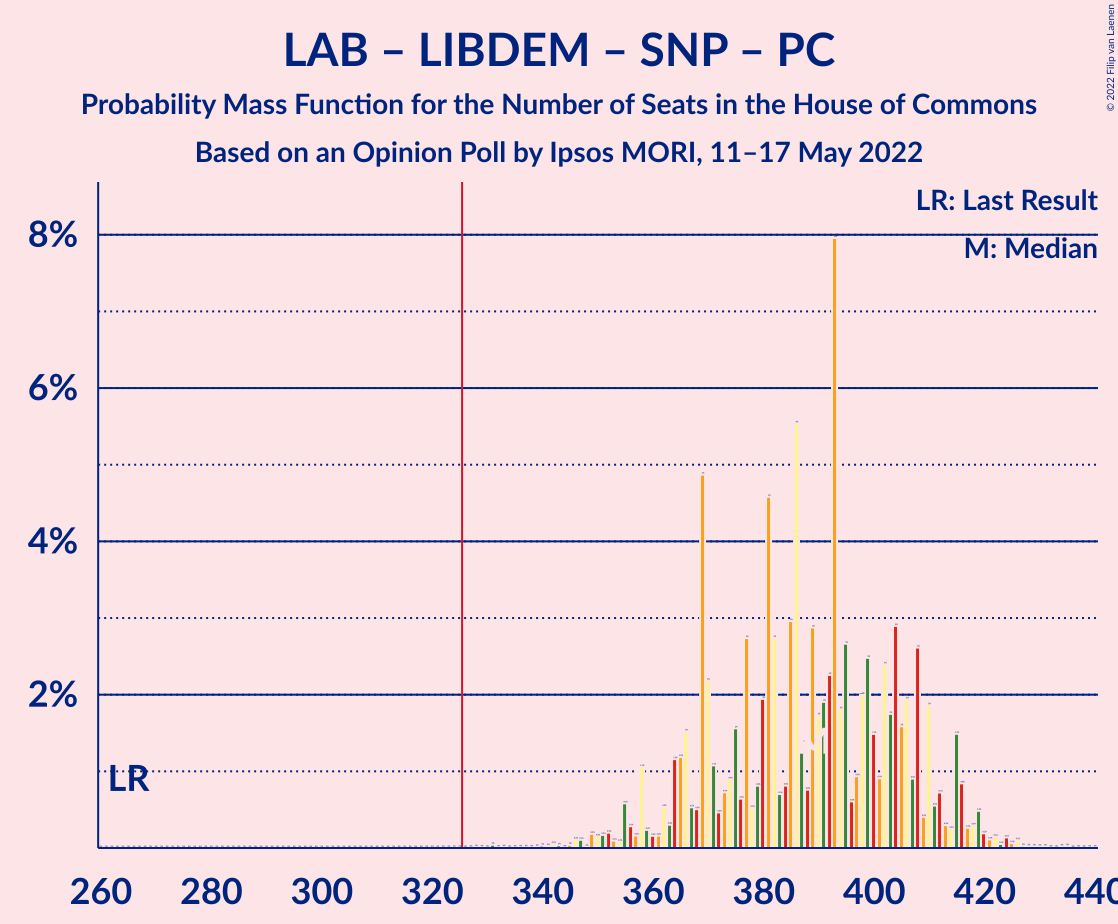 LAB – LIBDEM – SNP – PC
Probability Mass Function for the Number of Seats in the House of Commons
Based on an Opinion Poll by Ipsos MORI, 11–17 May 2022
© 2022 Filip van Laenen
LR: Last Result
M: Median
8%
6%
4%
2%
LR
260 280 300 320 340 360 380 400 420 440